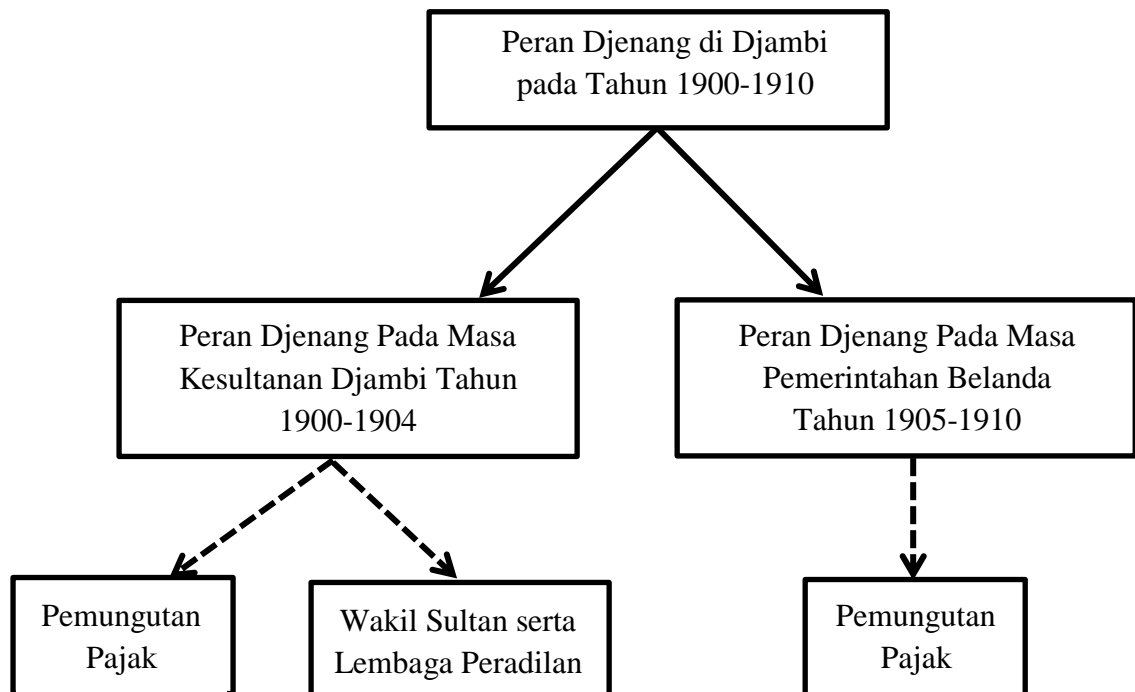 Peran Djenang di Djambi
pada Tahun 1900-1910
Peran Djenang Pada Masa
Kesultanan Djambi Tahun
1900-1904
Peran Djenang Pada Masa
Pemerintahan Belanda
Tahun 1905-1910
Pemungutan
Pajak
Wakil Sultan serta
Lembaga Peradilan
Pemungutan
Pajak